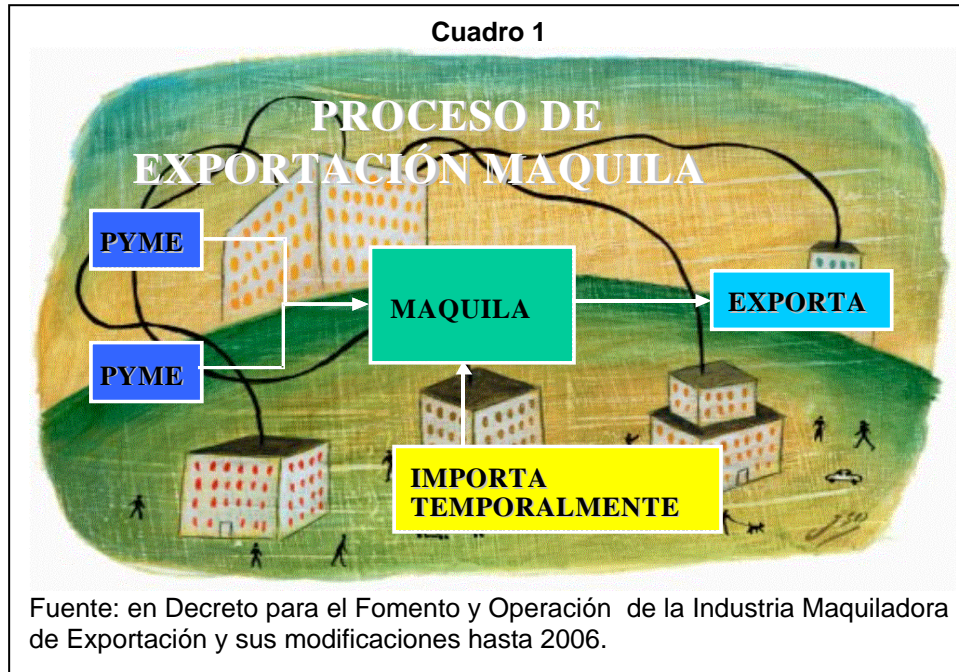 Cuadro 1
PROCESO DE
EXPORTACIÓN MAQUILA
PYME
MAQUILA
EXPORTA
PYME
IMPORTA
TEMPORALMENTE
Fuente: en Decreto para el Fomento y Operación de la Industria Maquiladora
de Exportación y sus modificaciones hasta 2006.